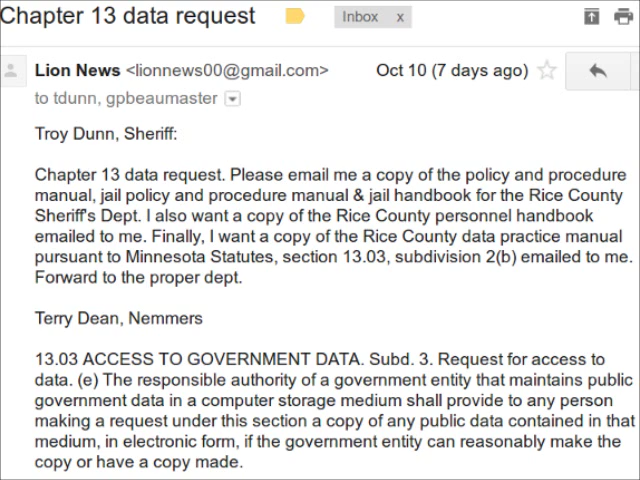 Chapter 13 data request Inbox x
Lion News <lionnews00@gmail.com> Oct 10 (7 days ago)
to tdunn, gpbeaumaster
Troy Dunn, Sheriff:
Chapter 13 data request. Please email me a copy of the policy and procedure
manual, jail policy and procedure manual & jail handbook for the Rice County
Sheriff's Dept. I also want a copy of the Rice County personnel handbook
emailed to me. Finally, I want a copy of the Rice County data practice manual
pursuant to Minnesota Statutes, section 13.03, subdivision 2(b) emailed to me.
Forward to the proper dept.
Terry Dean, Nemmers
13.03 ACCESS TO GOVERNMENT DATA. Subd. 3. Request for access to
data. (e) The responsible authority of a government entity that maintains public
government data in a computer storage medium shall provide to any person
making a request under this section a copy of any public data contained in that
medium, in electronic form, if the government entity can reasonably make the
copy or have a copy made.